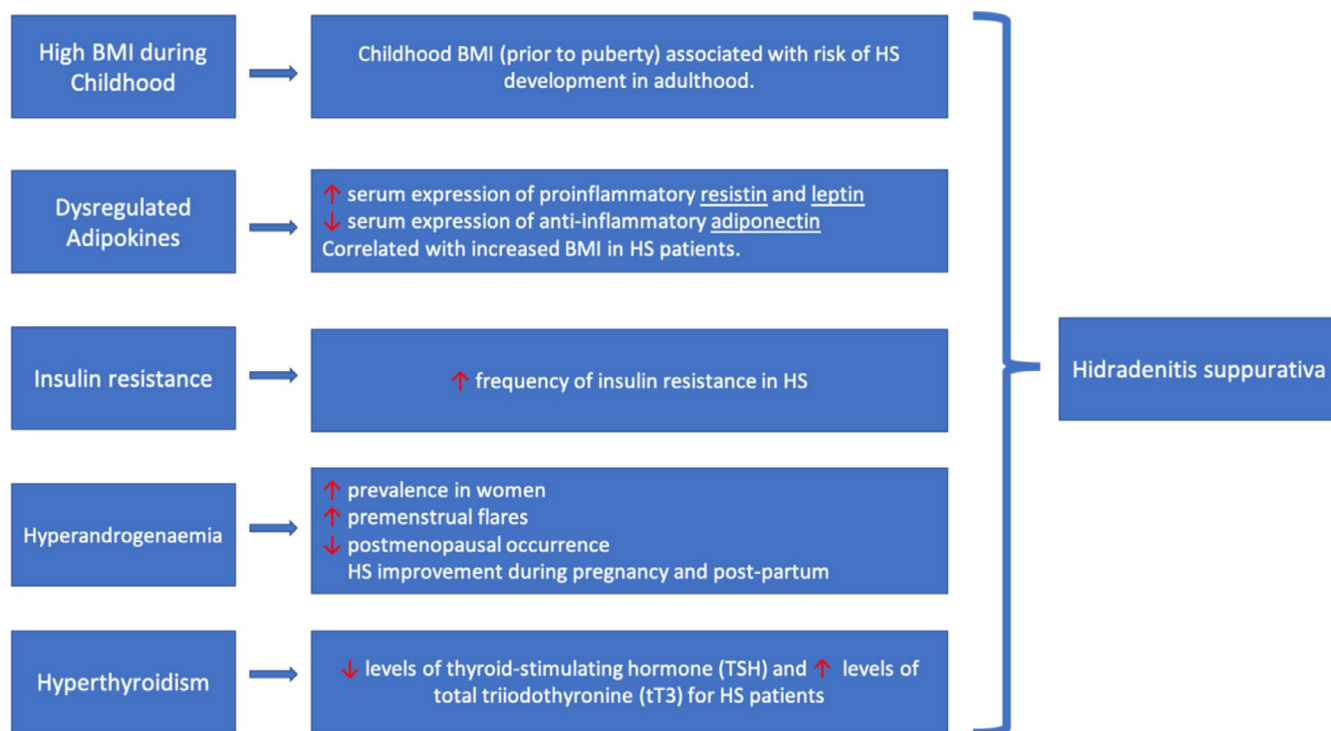 High BMI during
Childhood
Childhood BMI (prior to puberty) associated with risk of HS
development in adulthood.
Dysregulated
Adipokines
↑ serum expression of proinflammatory resistin and leptin
↓ serum expression of anti-inflammatory adiponectin
Correlated with increased BMI in HS patients.
Insulin resistance
↑ frequency of insulin resistance in HS
Hyperandrogenaemia
↑ prevalence in women
↑ premenstrual flares
↓ postmenopausal occurrence
HS improvement during pregnancy and post-partum
Hyperthyroidism
↓ levels of thyroid-stimulating hormone (TSH) and ↑ levels of
total triiodothyronine (tT3) for HS patients
Hidradenitis suppurativa